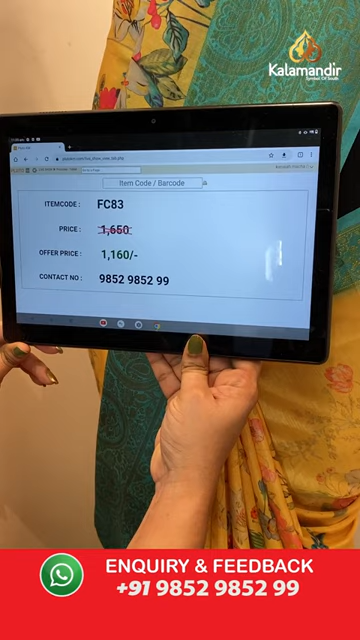 Kalamandir
Symbol Of South
Item Code / Barcode
ITEMCODE : FC83
PRICE : 1,650
OFFER PRICE : 1,160/-
CONTACT NO : 9852 9852 99
ENQUIRY & FEEDBACK
+91 9852 9852 99